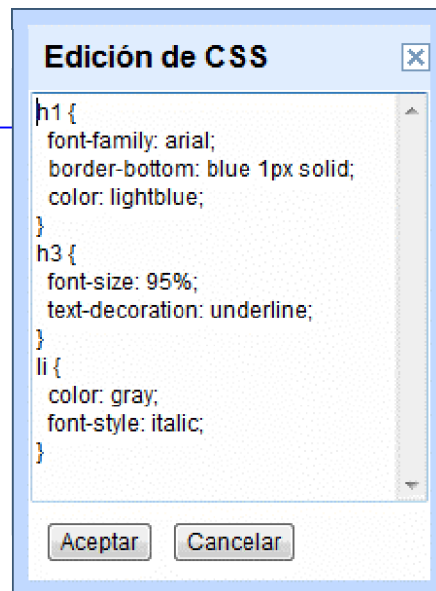 Edición de CSS
h1 {
font-family: arial;
border-bottom: blue 1px solid;
color: lightblue;
}
h3 {
font-size: 95%;
text-decoration: underline;
}
li {
color: gray;
font-style: italic;
}
Aceptar Cancelar